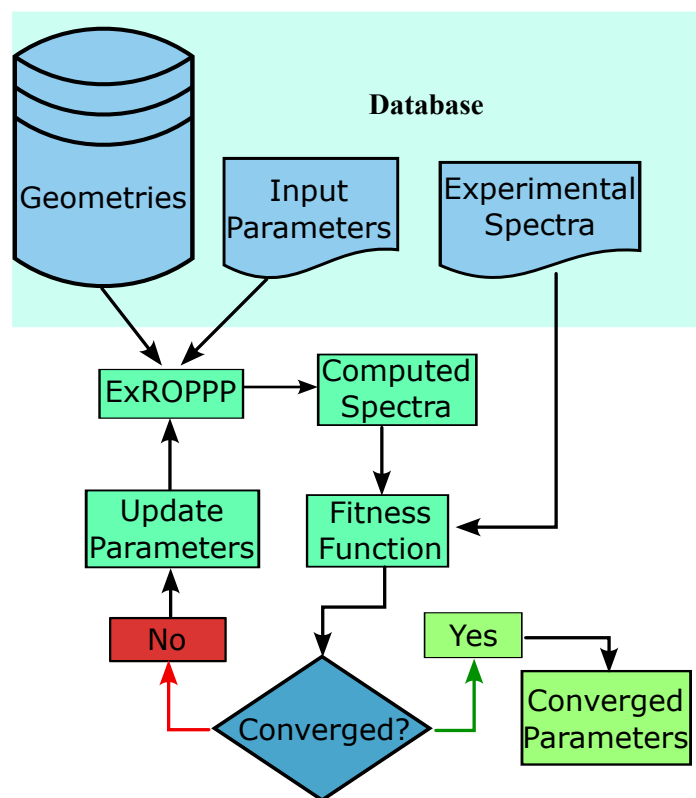 Database
Geometries
Input
Parameters
Experimental
Spectra
ExROPPP
Computed
Spectra
Update
Parameters
Fitness
Function
No
Yes
Converged?
Converged
Parameters